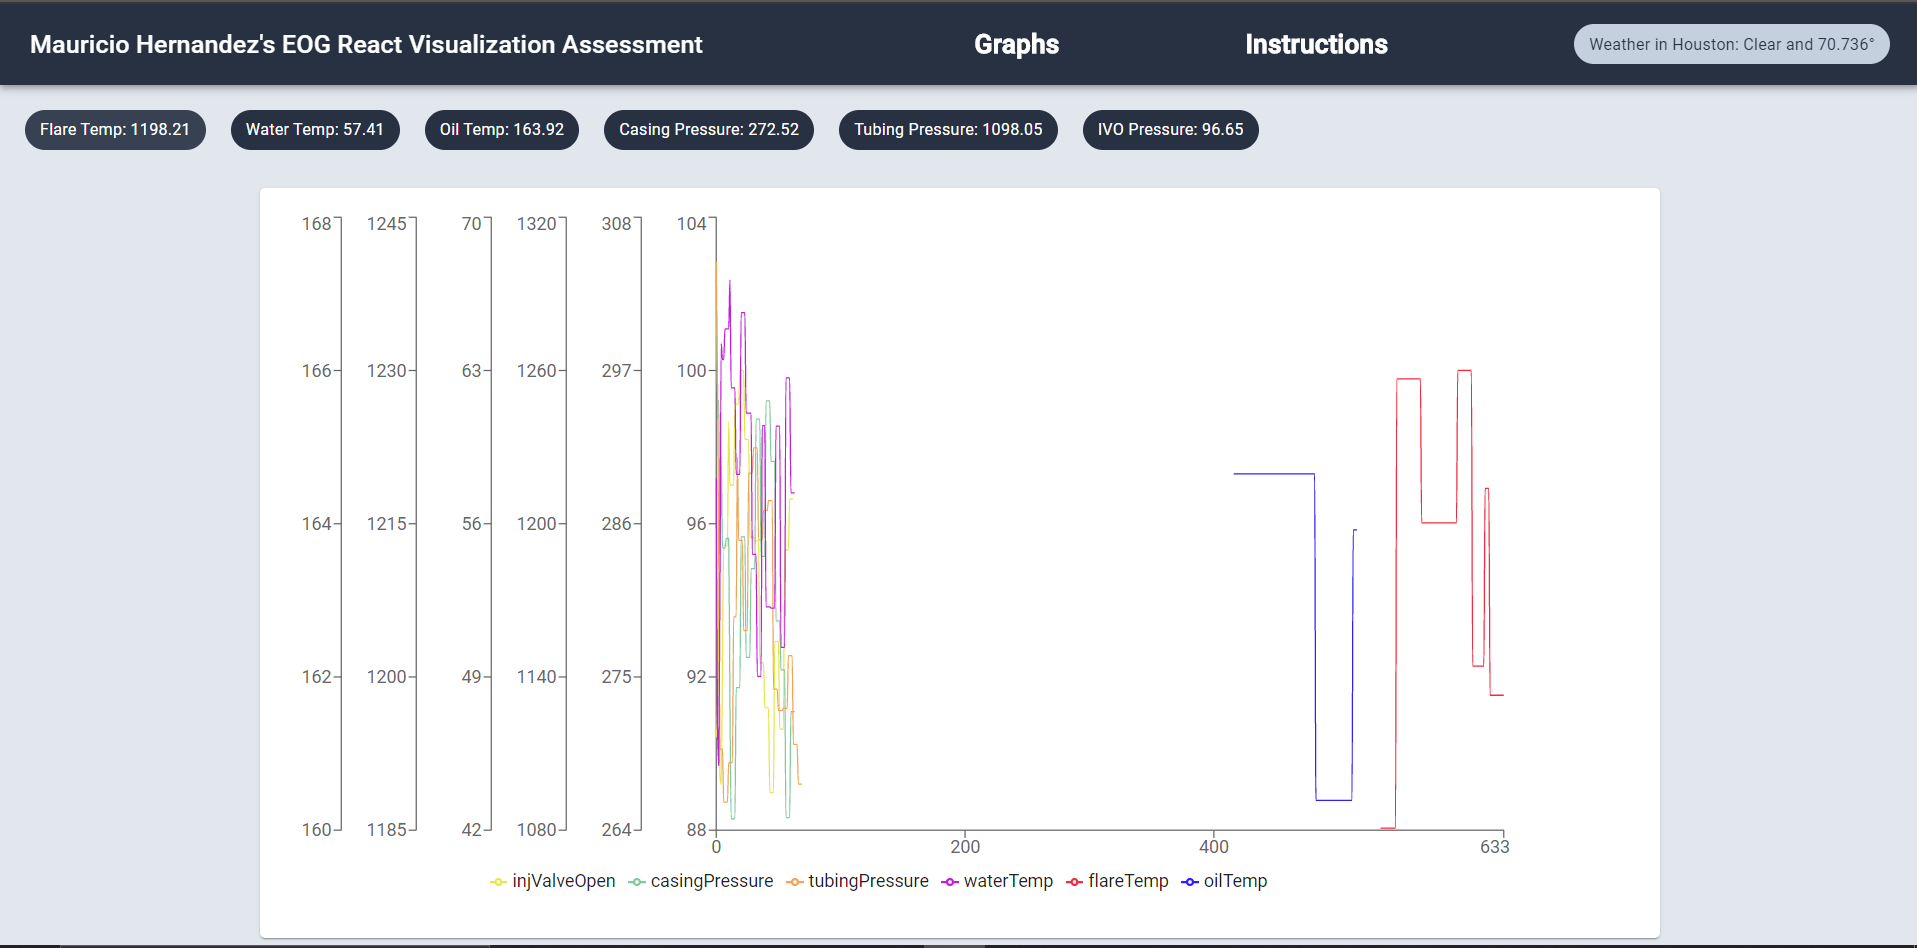 Mauricio Hernandez's EOG React Visualization Assessment
Graphs
Instructions
Weather in Houston: Clear and 70.736°
Flare Temp: 1198.21
Water Temp: 57.41
Oil Temp: 163.92
Casing Pressure: 272.52
Tubing Pressure: 1098.05
IVO Pressure: 96.65
168 1245 70 1320 308 104
166 1230 63 1260 297 100
164 1215 56 1200 286 96
162 1200 49 1140 275 92
160 1185 42 1080 264 88
0 200 400 633
injValveOpen casingPressure tubingPressure waterTemp flareTemp oilTemp